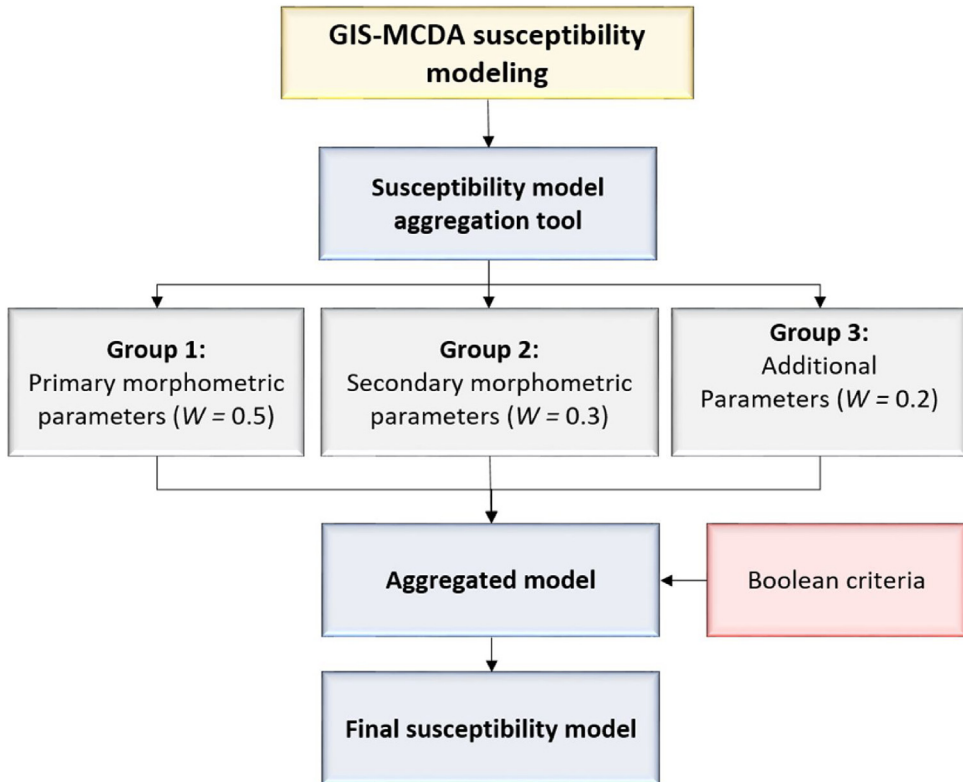 GIS-MCDA susceptibility
modeling
Susceptibility model
aggregation tool
Group 1:
Primary morphometric
parameters (W = 0.5)
Group 2:
Secondary morphometric
parameters (W = 0.3)
Group 3:
Additional
Parameters (W = 0.2)
Aggregated model
Boolean criteria
Final susceptibility model